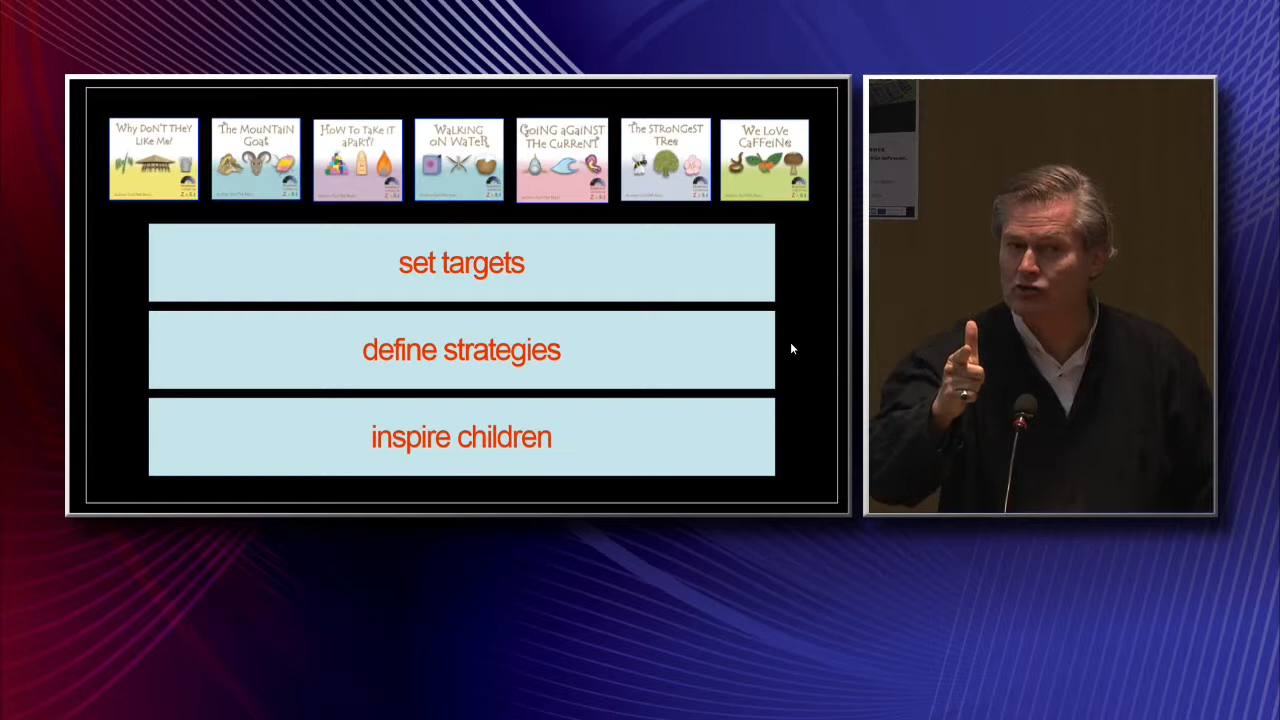 Why DoN'T THeY
LiKe Me?
The MouNTaiN
GoaT
HoW To TaKe iT
aPaRT?
WaLKiNG
oN WaTeR
GoiNG aGaiNST
THe CuRReNT
The STRoNGeST
TRee
We LoVe
CaFFeiNe
set targets
define strategies
inspire children